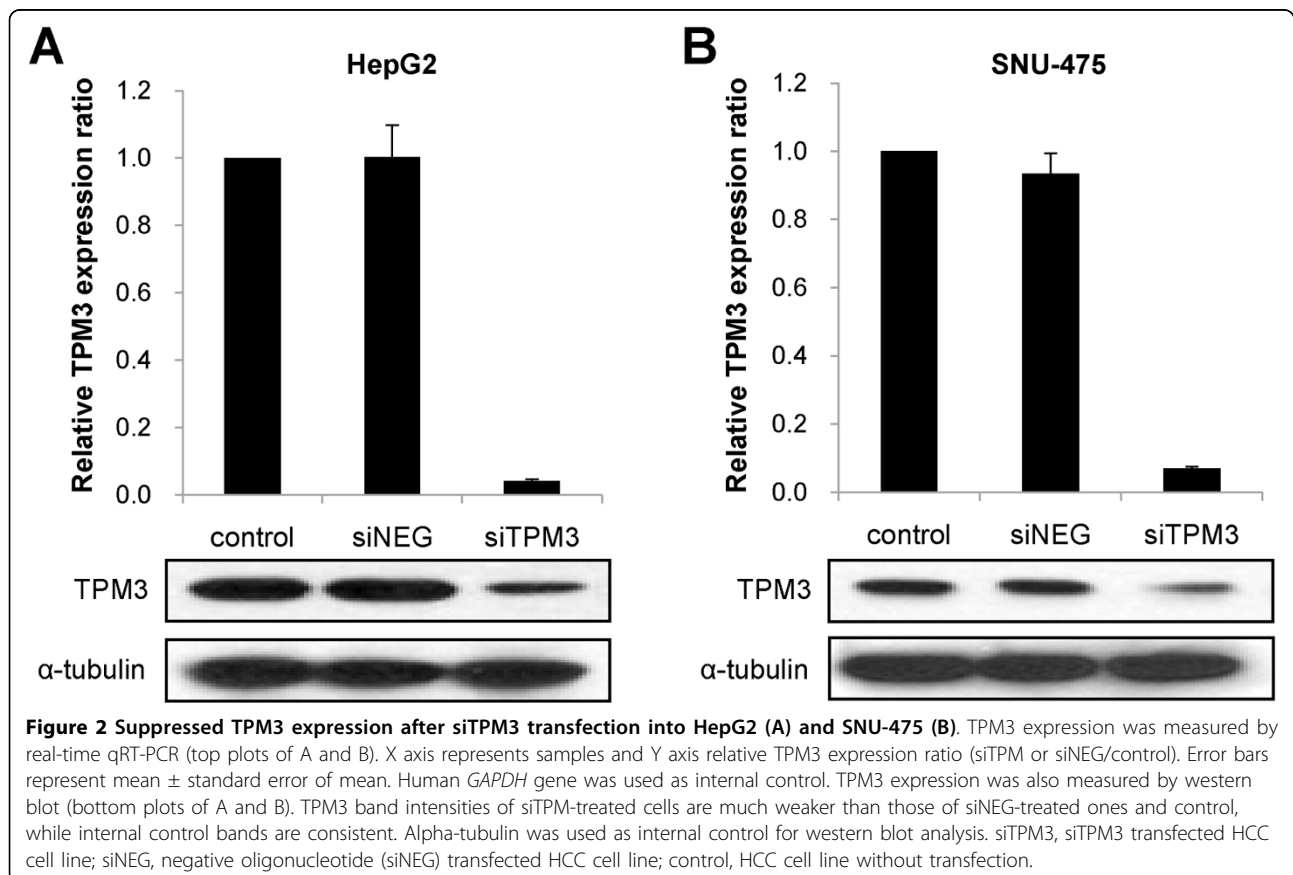 A
HepG2
Relative TPM3 expression ratio
1.2
1.0
0.8
0.6
0.4
0.2
0.0
control siNEG siTPM3
TPM3
α-tubulin
B
SNU-475
Relative TPM3 expression ratio
1.2
1.0
0.8
0.6
0.4
0.2
0.0
control siNEG siTPM3
TPM3
α-tubulin
Figure 2 Suppressed TPM3 expression after siTPM3 transfection into HepG2 (A) and SNU-475 (B). TPM3 expression was measured by
real-time qRT-PCR (top plots of A and B). X axis represents samples and Y axis relative TPM3 expression ratio (siTPM or siNEG/control). Error bars
represent mean ± standard error of mean. Human GAPDH gene was used as internal control. TPM3 expression was also measured by western
blot (bottom plots of A and B). TPM3 band intensities of siTPM-treated cells are much weaker than those of siNEG-treated ones and control,
while internal control bands are consistent. Alpha-tubulin was used as internal control for western blot analysis. siTPM3, siTPM3 transfected HCC
cell line; siNEG, negative oligonucleotide (siNEG) transfected HCC cell line; control, HCC cell line without transfection.